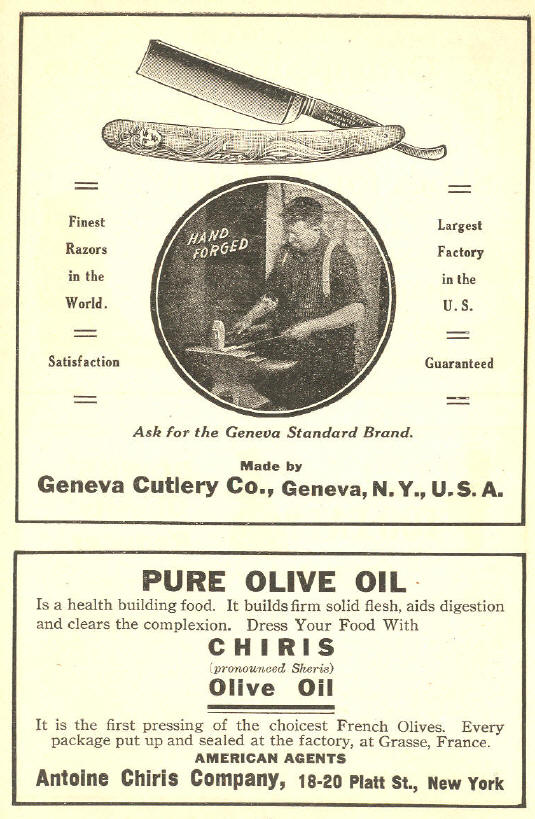 HAND
FORGED
Finest
Razors
in the
World.
Satisfaction
Largest
Factory
in the
U. S.
Guaranteed
Ask for the Geneva Standard Brand.
Made by
Geneva Cutlery Co., Geneva, N. Y., U. S. A.
PURE OLIVE OIL
Is a health building food. It builds firm solid flesh, aids digestion
and clears the complexion. Dress Your Food With
CHIRIS
(pronounced Sheris)
Olive Oil
It is the first pressing of the choicest French Olives. Every
package put up and sealed at the factory, at Grasse, France.
AMERICAN AGENTS
Antoine Chiris Company, 18-20 Platt St., New York